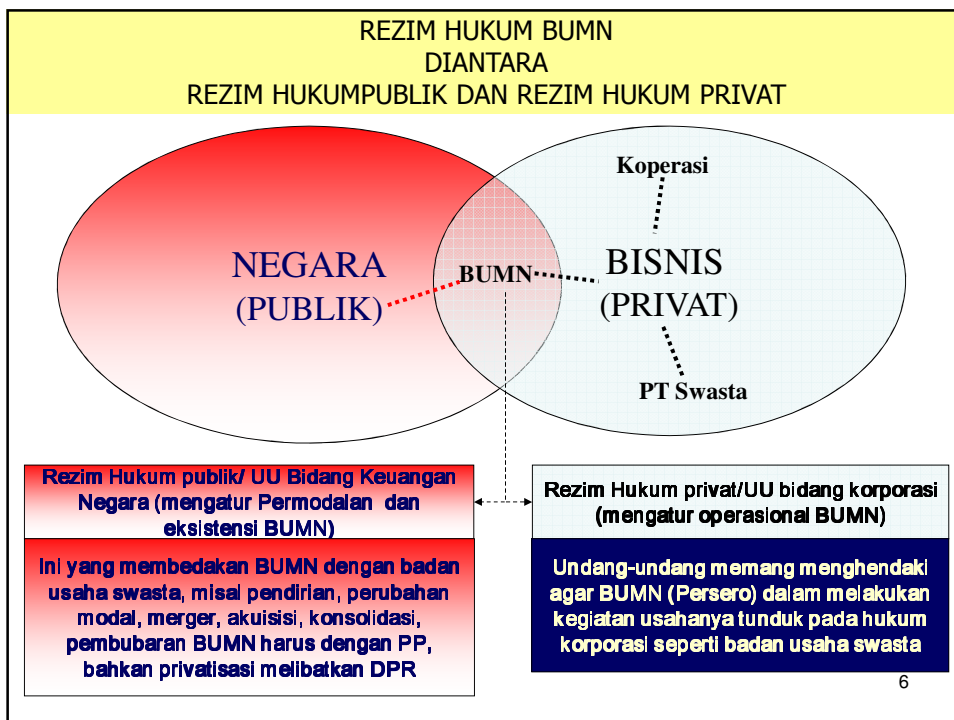 REZIM HUKUM BUMN
DIANTARA
REZIM HUKUMPUBLIK DAN REZIM HUKUM PRIVAT
Koperasi
NEGARA
(PUBLIK)
BUMN
BISNIS
(PRIVAT)
PT Swasta
Rezim Hukum publik/ UU Bidang Keuangan
Negara (mengatur Permodalan dan
eksistensi BUMN)
Ini yang membedakan BUMN dengan badan
usaha swasta, misal pendirian, perubahan
modal, merger, akuisisi, konsolidasi,
pembubaran BUMN harus dengan PP,
bahkan privatisasi melibatkan DPR
Rezim Hukum privat/UU bidang korporasi
(mengatur operasional BUMN)
Undang-undang memang menghendaki
agar BUMN (Persero) dalam melakukan
kegiatan usahanya tunduk pada hukum
korporasi seperti badan usaha swasta
6